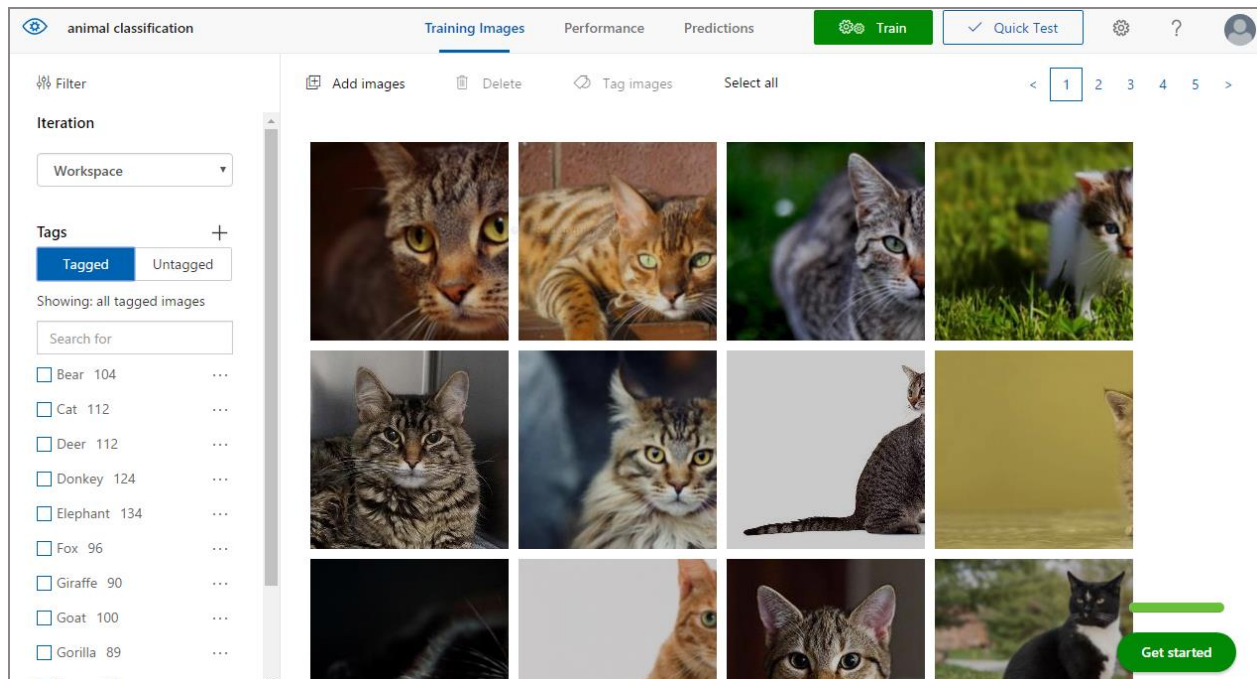 animal classification
Training Images
Performance
Predictions
Train
Quick Test
?
Filter
Add images
Delete
Tag images
Select all
< 1 2 3 4 5 >
Iteration
Workspace
Tags
Tagged
Untagged
Showing: all tagged images
Search for
Bear 104 ...
Cat 112 ...
Deer 112 ...
Donkey 124 ...
Elephant 134 ...
Fox 96 ...
Giraffe 90 ...
Goat 100 ...
Gorilla 89 ...
Get started